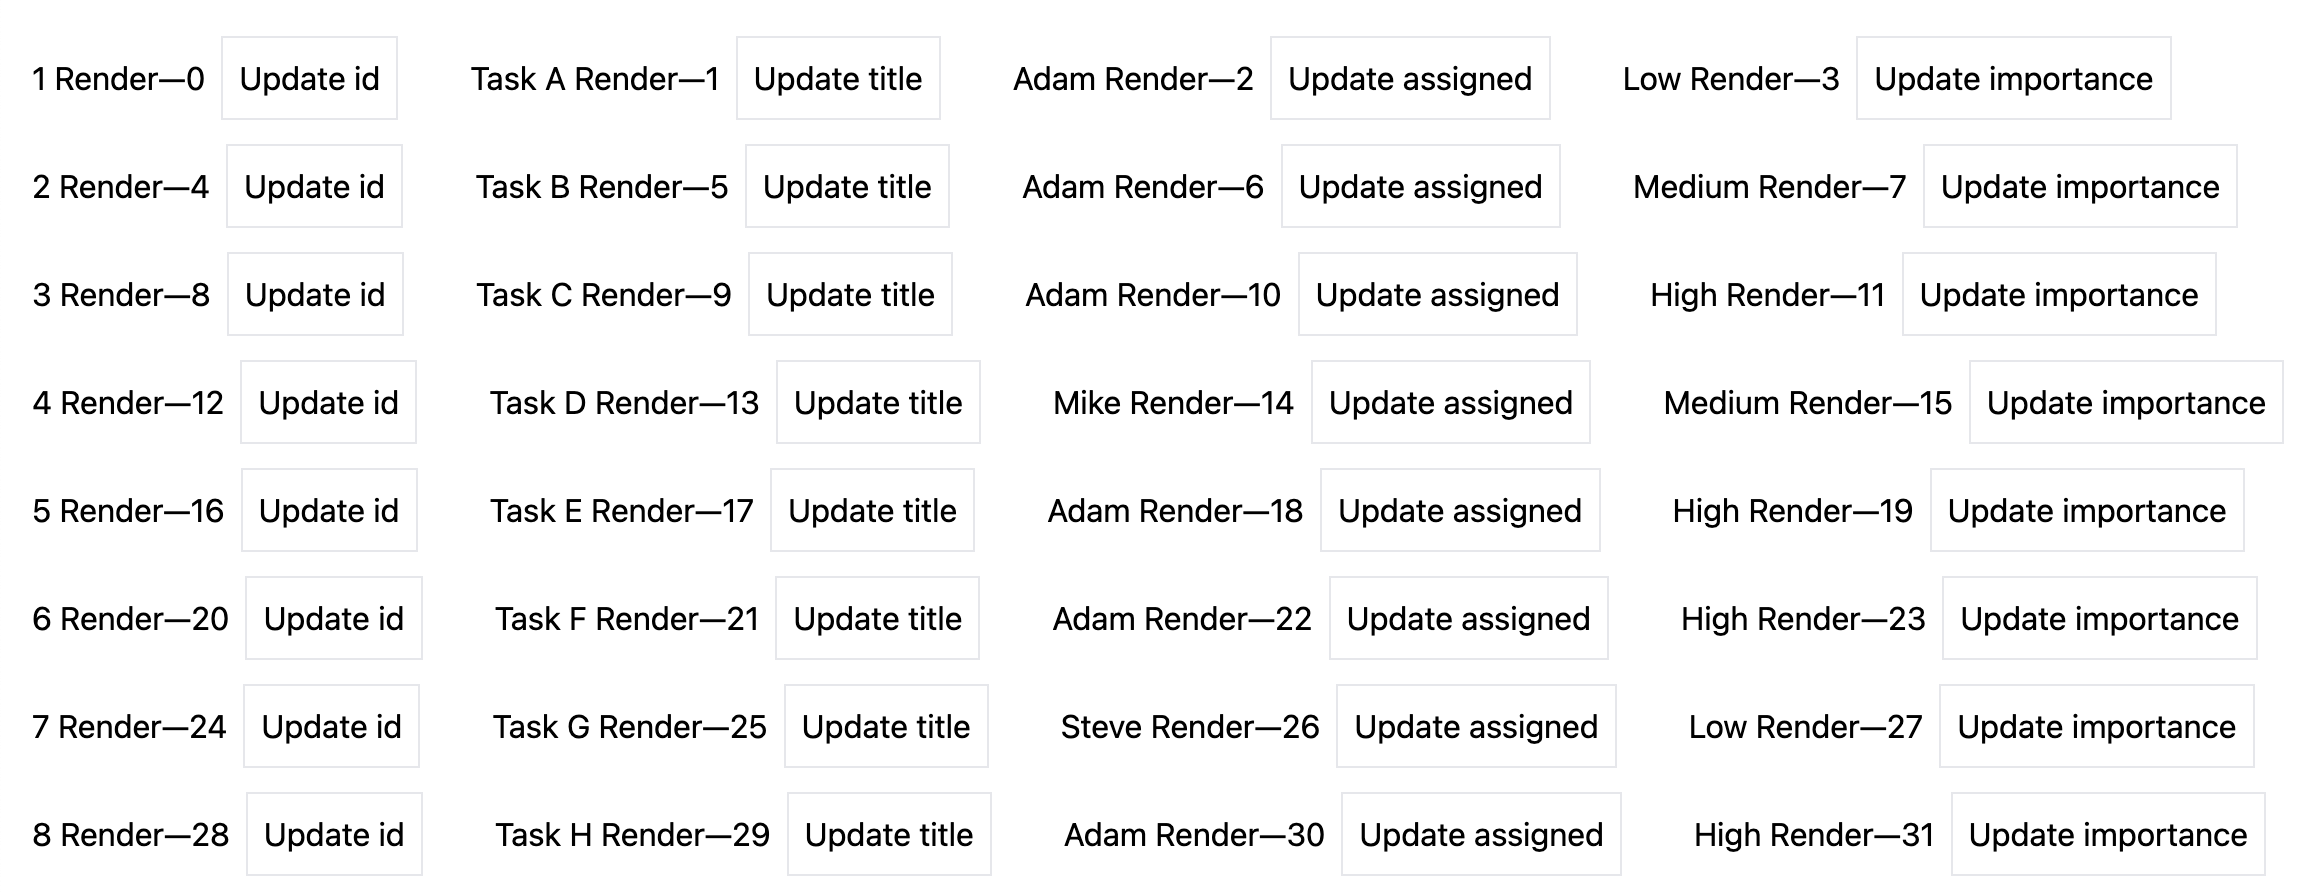 1 Render—0 Update id Task A Render—1 Update title Adam Render—2 Update assigned Low Render—3 Update importance
2 Render—4 Update id Task B Render—5 Update title Adam Render—6 Update assigned Medium Render—7 Update importance
3 Render—8 Update id Task C Render—9 Update title Adam Render—10 Update assigned High Render—11 Update importance
4 Render—12 Update id Task D Render—13 Update title Mike Render—14 Update assigned Medium Render—15 Update importance
5 Render—16 Update id Task E Render—17 Update title Adam Render—18 Update assigned High Render—19 Update importance
6 Render—20 Update id Task F Render—21 Update title Adam Render—22 Update assigned High Render—23 Update importance
7 Render—24 Update id Task G Render—25 Update title Steve Render—26 Update assigned Low Render—27 Update importance
8 Render—28 Update id Task H Render—29 Update title Adam Render—30 Update assigned High Render—31 Update importance